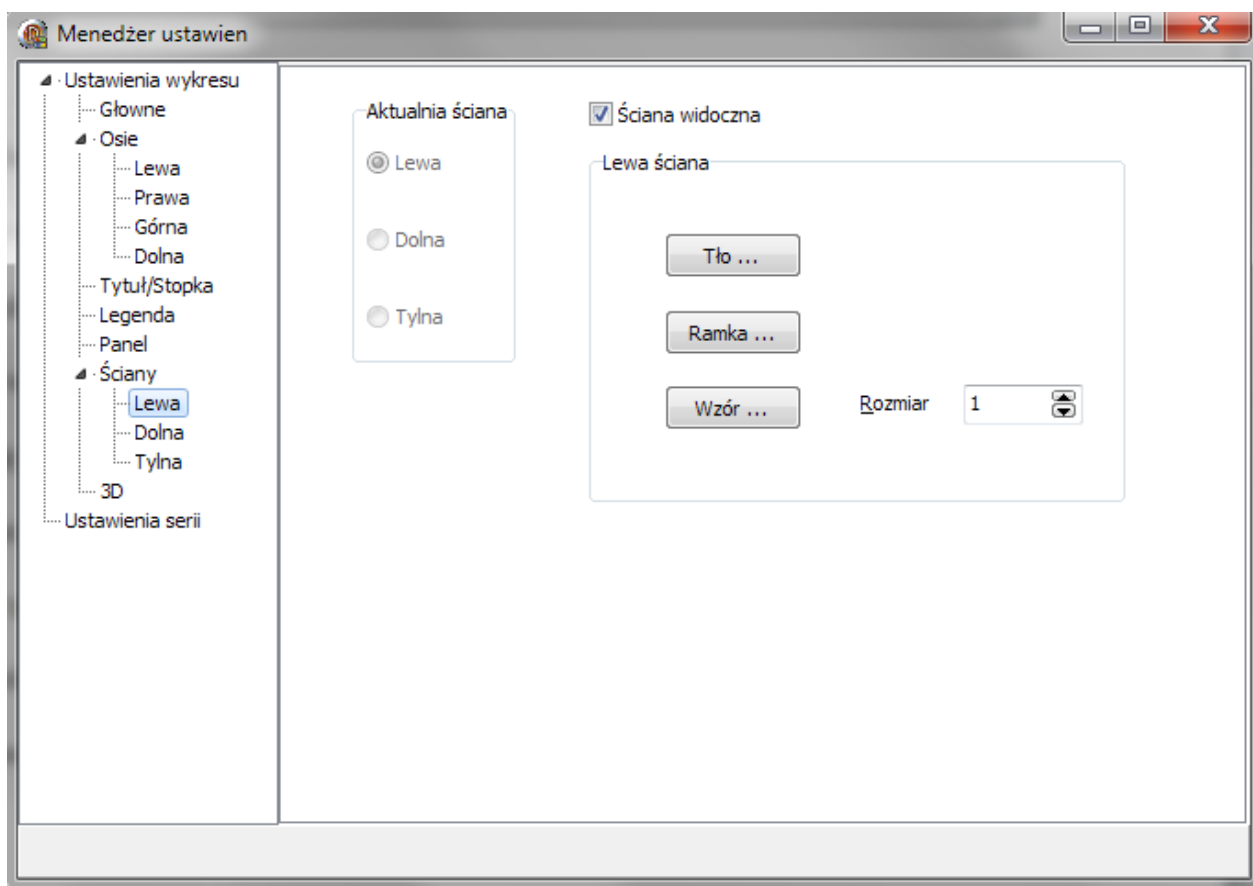 Menedżer ustawien
Ustawienia wykresu
Głowne
Osie
Lewa
Prawa
Górna
Dolna
Tytuł/Stopka
Legenda
Panel
Ściany
Lewa
Dolna
Tylna
3D
Ustawienia serii
Aktualnia ściana
Lewa
Dolna
Tylna
Ściana widoczna
Lewa ściana
Tło ...
Ramka ...
Wzór ...
Rozmiar 1